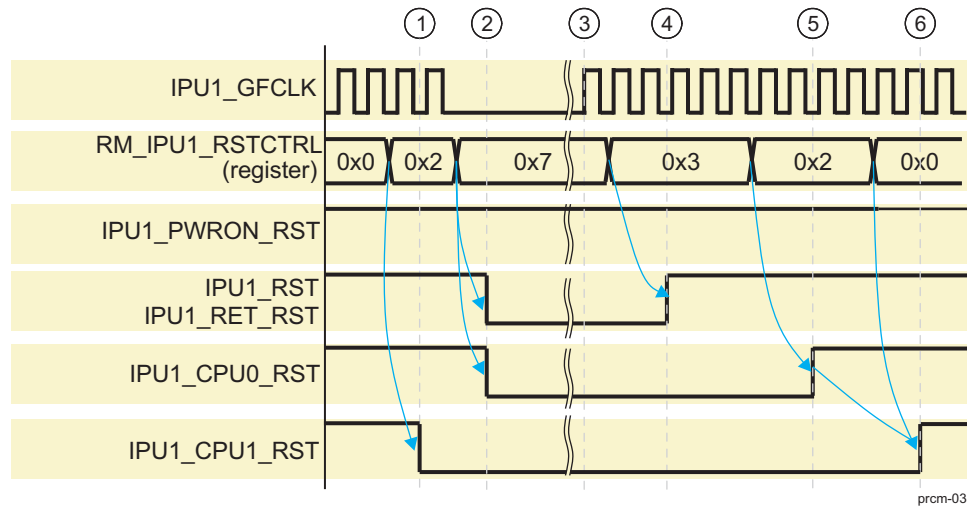 1 2 3 4 5 6
IPU1_GFCLK
RM_IPU1_RSTCTRL
(register)
0x0 0x2 0x7 0x3 0x2 0x0
IPU1_PWRON_RST
IPU1_RST
IPU1_RET_RST
IPU1_CPU0_RST
IPU1_CPU1_RST
prcm-03